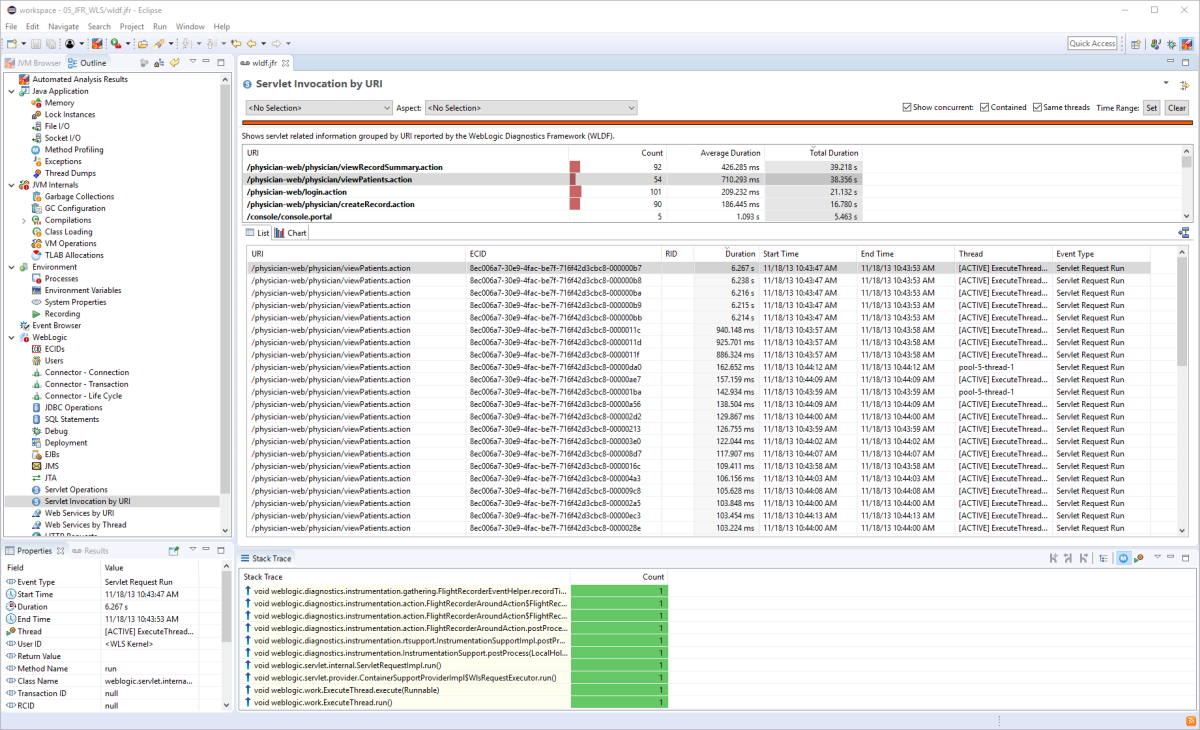 workspace - 05_JFR_WLS/wldf.jfr - Eclipse
File Edit Navigate Search Project Run Window Help
Quick Access
JVM Browser Outline
Automated Analysis Results
Java Application
Memory
Lock Instances
File I/O
Socket I/O
Method Profiling
Exceptions
Thread Dumps
JVM Internals
Garbage Collections
GC Configuration
Compilations
Class Loading
VM Operations
TLAB Allocations
Environment
Processes
Environment Variables
System Properties
Recording
Event Browser
WebLogic
ECIDs
Users
Connector - Connection
Connector - Transaction
Connector - Life Cycle
JDBC Operations
SQL Statements
Debug
Deployment
EJBs
JMS
JTA
Servlet Operations
Servlet Invocation by URI
Web Services by URI
Web Services by Thread
HTTP Requests
wldf.jfr
Servlet Invocation by URI
<No Selection> Aspect: <No Selection> Show concurrent: Contained Same threads Time Range: Set Clear
Shows servlet related information grouped by URI reported by the WebLogic Diagnostics Framework (WLDF).
URI Count Average Duration Total Duration
/physician-web/physician/viewRecordSummary.action 92 426.285 ms 39.218 s
/physician-web/physician/viewPatients.action 54 710.293 ms 38.356 s
/physician-web/login.action 101 209.232 ms 21.132 s
/physician-web/physician/createRecord.action 90 186.445 ms 16.780 s
/console/console.portal 5 1.093 s 5.463 s
List Chart
URI ECID RID Duration Start Time End Time Thread Event Type
/physician-web/physician/viewPatients.action 8ec006a7-30e9-4fac-be7f-716f42d3cbc8-000000b7 6.267 s 11/18/13 10:43:47 AM 11/18/13 10:43:53 AM [ACTIVE] ExecuteThread... Servlet Request Run
/physician-web/physician/viewPatients.action 8ec006a7-30e9-4fac-be7f-716f42d3cbc8-000000b8 6.238 s 11/18/13 10:43:47 AM 11/18/13 10:43:53 AM [ACTIVE] ExecuteThread... Servlet Request Run
/physician-web/physician/viewPatients.action 8ec006a7-30e9-4fac-be7f-716f42d3cbc8-000000ba 6.216 s 11/18/13 10:43:47 AM 11/18/13 10:43:53 AM [ACTIVE] ExecuteThread... Servlet Request Run
/physician-web/physician/viewPatients.action 8ec006a7-30e9-4fac-be7f-716f42d3cbc8-000000b9 6.215 s 11/18/13 10:43:47 AM 11/18/13 10:43:53 AM [ACTIVE] ExecuteThread... Servlet Request Run
/physician-web/physician/viewPatients.action 8ec006a7-30e9-4fac-be7f-716f42d3cbc8-000000bb 6.214 s 11/18/13 10:43:47 AM 11/18/13 10:43:53 AM [ACTIVE] ExecuteThread... Servlet Request Run
/physician-web/physician/viewPatients.action 8ec006a7-30e9-4fac-be7f-716f42d3cbc8-0000011c 940.148 ms 11/18/13 10:43:57 AM 11/18/13 10:43:58 AM [ACTIVE] ExecuteThread... Servlet Request Run
/physician-web/physician/viewPatients.action 8ec006a7-30e9-4fac-be7f-716f42d3cbc8-0000011d 925.701 ms 11/18/13 10:43:57 AM 11/18/13 10:43:58 AM [ACTIVE] ExecuteThread... Servlet Request Run
/physician-web/physician/viewPatients.action 8ec006a7-30e9-4fac-be7f-716f42d3cbc8-0000011f 886.324 ms 11/18/13 10:43:57 AM 11/18/13 10:43:58 AM [ACTIVE] ExecuteThread... Servlet Request Run
/physician-web/physician/viewPatients.action 8ec006a7-30e9-4fac-be7f-716f42d3cbc8-00000da0 162.652 ms 11/18/13 10:44:12 AM 11/18/13 10:44:12 AM pool-5-thread-1 Servlet Request Run
/physician-web/physician/viewPatients.action 8ec006a7-30e9-4fac-be7f-716f42d3cbc8-00000ae7 157.159 ms 11/18/13 10:44:09 AM 11/18/13 10:44:09 AM [ACTIVE] ExecuteThread... Servlet Request Run
/physician-web/physician/viewPatients.action 8ec006a7-30e9-4fac-be7f-716f42d3cbc8-000001ba 142.934 ms 11/18/13 10:43:59 AM 11/18/13 10:43:59 AM pool-5-thread-1 Servlet Request Run
/physician-web/physician/viewPatients.action 8ec006a7-30e9-4fac-be7f-716f42d3cbc8-00000a56 138.504 ms 11/18/13 10:44:09 AM 11/18/13 10:44:09 AM [ACTIVE] ExecuteThread... Servlet Request Run
/physician-web/physician/viewPatients.action 8ec006a7-30e9-4fac-be7f-716f42d3cbc8-000002d2 129.867 ms 11/18/13 10:44:00 AM 11/18/13 10:44:00 AM [ACTIVE] ExecuteThread... Servlet Request Run
/physician-web/physician/viewPatients.action 8ec006a7-30e9-4fac-be7f-716f42d3cbc8-00000213 126.755 ms 11/18/13 10:43:59 AM 11/18/13 10:43:59 AM [ACTIVE] ExecuteThread... Servlet Request Run
/physician-web/physician/viewPatients.action 8ec006a7-30e9-4fac-be7f-716f42d3cbc8-000003e0 122.044 ms 11/18/13 10:44:02 AM 11/18/13 10:44:02 AM [ACTIVE] ExecuteThread... Servlet Request Run
/physician-web/physician/viewPatients.action 8ec006a7-30e9-4fac-be7f-716f42d3cbc8-000008d7 117.907 ms 11/18/13 10:44:07 AM 11/18/13 10:44:07 AM [ACTIVE] ExecuteThread... Servlet Request Run
/physician-web/physician/viewPatients.action 8ec006a7-30e9-4fac-be7f-716f42d3cbc8-0000016c 109.411 ms 11/18/13 10:43:58 AM 11/18/13 10:43:58 AM [ACTIVE] ExecuteThread... Servlet Request Run
/physician-web/physician/viewPatients.action 8ec006a7-30e9-4fac-be7f-716f42d3cbc8-000004a3 106.156 ms 11/18/13 10:44:03 AM 11/18/13 10:44:03 AM [ACTIVE] ExecuteThread... Servlet Request Run
/physician-web/physician/viewPatients.action 8ec006a7-30e9-4fac-be7f-716f42d3cbc8-000009c8 105.628 ms 11/18/13 10:44:08 AM 11/18/13 10:44:08 AM [ACTIVE] ExecuteThread... Servlet Request Run
/physician-web/physician/viewPatients.action 8ec006a7-30e9-4fac-be7f-716f42d3cbc8-000002a5 103.848 ms 11/18/13 10:44:00 AM 11/18/13 10:44:00 AM [ACTIVE] ExecuteThread... Servlet Request Run
/physician-web/physician/viewPatients.action 8ec006a7-30e9-4fac-be7f-716f42d3cbc8-00000ec3 103.454 ms 11/18/13 10:44:13 AM 11/18/13 10:44:13 AM [ACTIVE] ExecuteThread... Servlet Request Run
/physician-web/physician/viewPatients.action 8ec006a7-30e9-4fac-be7f-716f42d3cbc8-0000028e 103.224 ms 11/18/13 10:44:00 AM 11/18/13 10:44:00 AM [ACTIVE] ExecuteThread... Servlet Request Run
Properties Results
Field Value
Event Type Servlet Request Run
Start Time 11/18/13 10:43:47 AM
Duration 6.267 s
End Time 11/18/13 10:43:53 AM
Thread [ACTIVE] ExecuteThread...
User ID <WLS Kernel>
Return Value
Method Name run
Class Name weblogic.servlet.interna...
Transaction ID null
RCID null
Stack Trace
Stack Trace Count
void weblogic.diagnostics.instrumentation.gathering.FlightRecorderEventHelper.recordTi... 1
void weblogic.diagnostics.instrumentation.action.FlightRecorderAroundAction$FlightRec... 1
void weblogic.diagnostics.instrumentation.action.FlightRecorderAroundAction$FlightRec... 1
void weblogic.diagnostics.instrumentation.action.FlightRecorderAroundAction.postProce... 1
void weblogic.diagnostics.instrumentation.rtsupport.InstrumentationSupportImpl.postPr... 1
void weblogic.diagnostics.instrumentation.InstrumentationSupport.postProcess(LocalHol... 1
void weblogic.servlet.internal.ServletRequestImpl.run() 1
void weblogic.servlet.provider.ContainerSupportProviderImpl$WlsRequestExecutor.run() 1
void weblogic.work.ExecuteThread.execute(Runnable) 1
void weblogic.work.ExecuteThread.run() 1